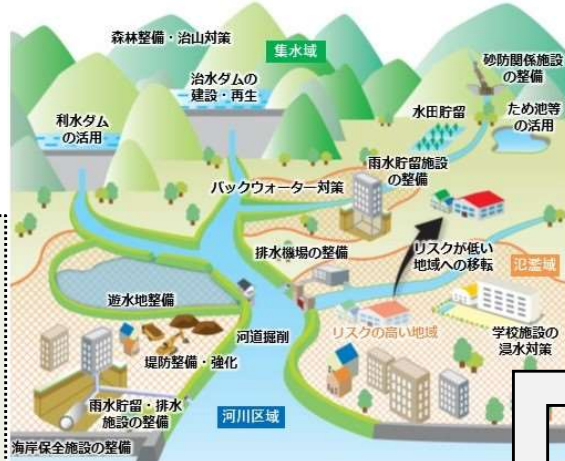 森林整備・治山対策
集水域
砂防関係施設
の整備
治水ダムの
建設・再生
利水ダム
の活用
水田貯留
ため池等
の活用
雨水貯留施設
の整備
バックウォーター対策
排水機場の整備
リスクが低い
地域への移転
氾濫域
遊水地整備
河道掘削
リスクの高い地域
学校施設の
浸水対策
堤防整備・強化
雨水貯留・排水
施設の整備
河川区域
海岸保全施設の整備